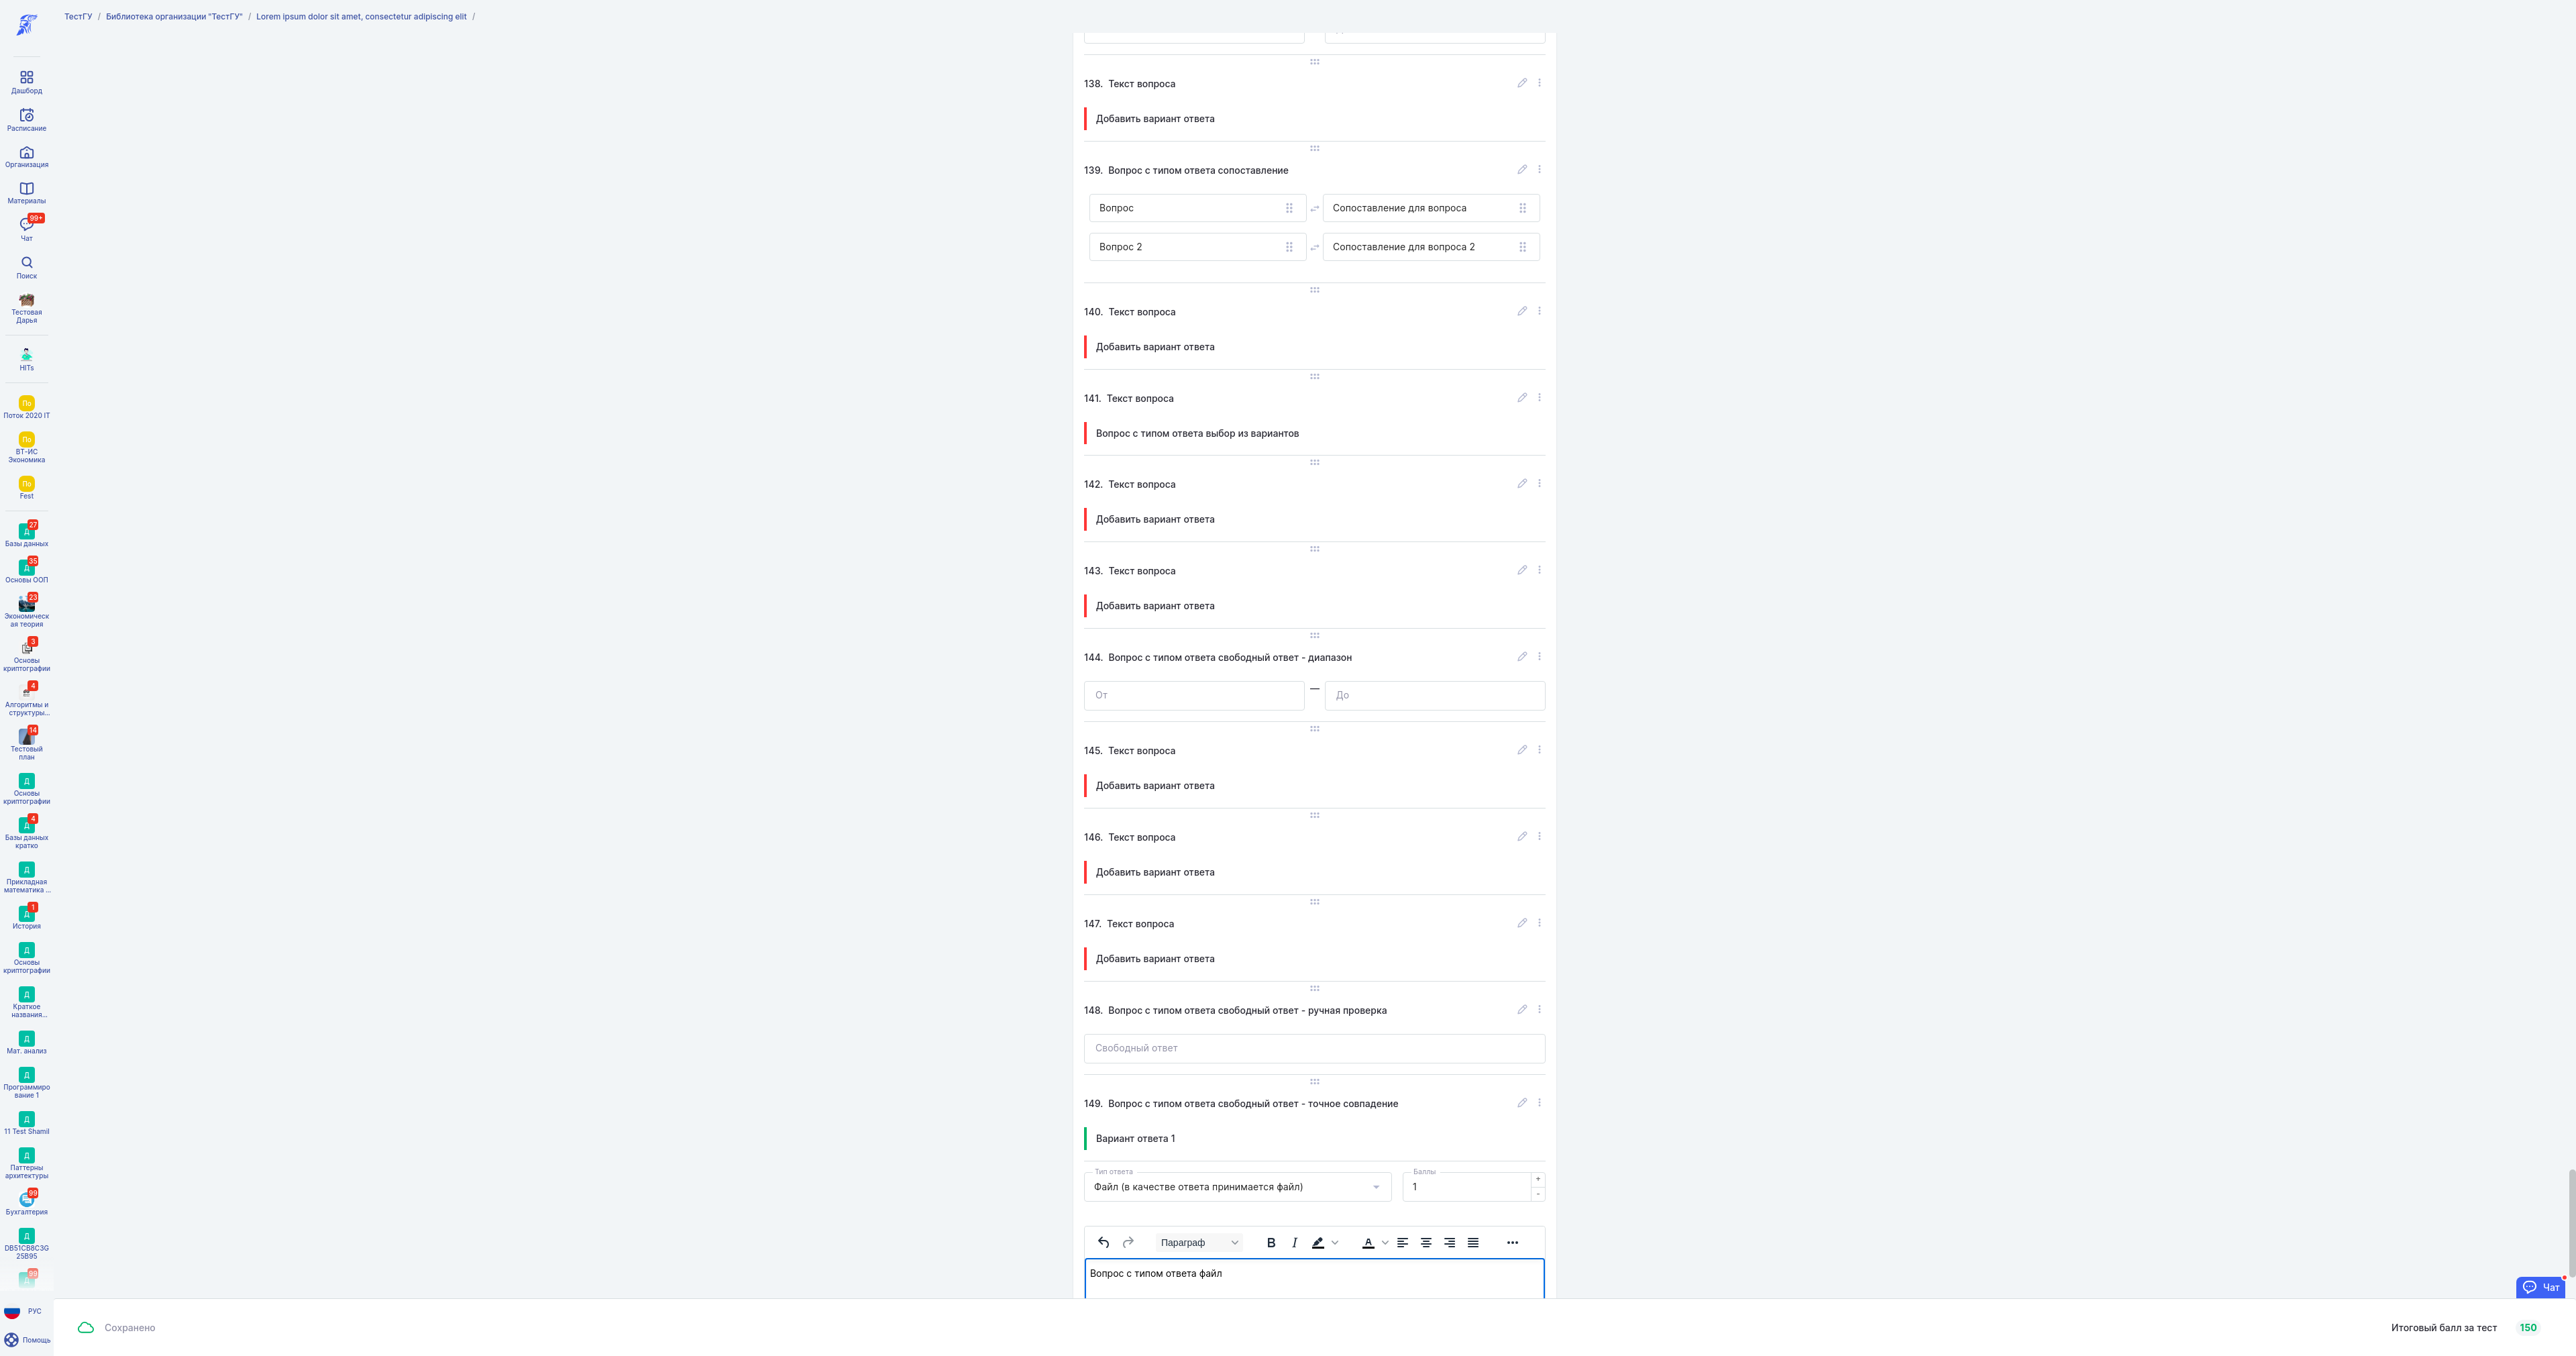 ТестГУ / Библиотека организации "ТестГУ" / Lorem ipsum dolor sit amet, consectetur adipiscing elit /
Дашборд
Расписание
Организация
Материалы
99+
Чат
Поиск
Тестовая
Дарья
HITs
По
Поток 2020 IT
По
ВТ-ИС
Экономика
По
Fest
27
Д
Базы данных
35
Д
Основы ООП
23
Экономическ
ая теория
3
Основы
криптографии
4
Алгоритмы и
структуры...
14
Тестовый
план
Д
Основы
криптографии
4
Д
Базы данных
кратко
Д
Прикладная
математика ...
1
Д
История
Д
Основы
криптографии
Д
Краткое
названия...
Д
Мат. анализ
Д
Программиро
вание 1
Д
11 Test Shamil
Д
Паттерны
архитектуры
99
Бухгалтерия
Д
DB51CB8C3G
25B95
99
Д
РУС
Помощь
138. Текст вопроса
Добавить вариант ответа
139. Вопрос с типом ответа сопоставление
Вопрос Сопоставление для вопроса
Вопрос 2 Сопоставление для вопроса 2
140. Текст вопроса
Добавить вариант ответа
141. Текст вопроса
Вопрос с типом ответа выбор из вариантов
142. Текст вопроса
Добавить вариант ответа
143. Текст вопроса
Добавить вариант ответа
144. Вопрос с типом ответа свободный ответ - диапазон
От — До
145. Текст вопроса
Добавить вариант ответа
146. Текст вопроса
Добавить вариант ответа
147. Текст вопроса
Добавить вариант ответа
148. Вопрос с типом ответа свободный ответ - ручная проверка
Свободный ответ
149. Вопрос с типом ответа свободный ответ - точное совпадение
Вариант ответа 1
Тип ответа Баллы
Файл (в качестве ответа принимается файл) 1 + -
Параграф B I A
Вопрос с типом ответа файл
Чат
Сохранено Итоговый балл за тест 150